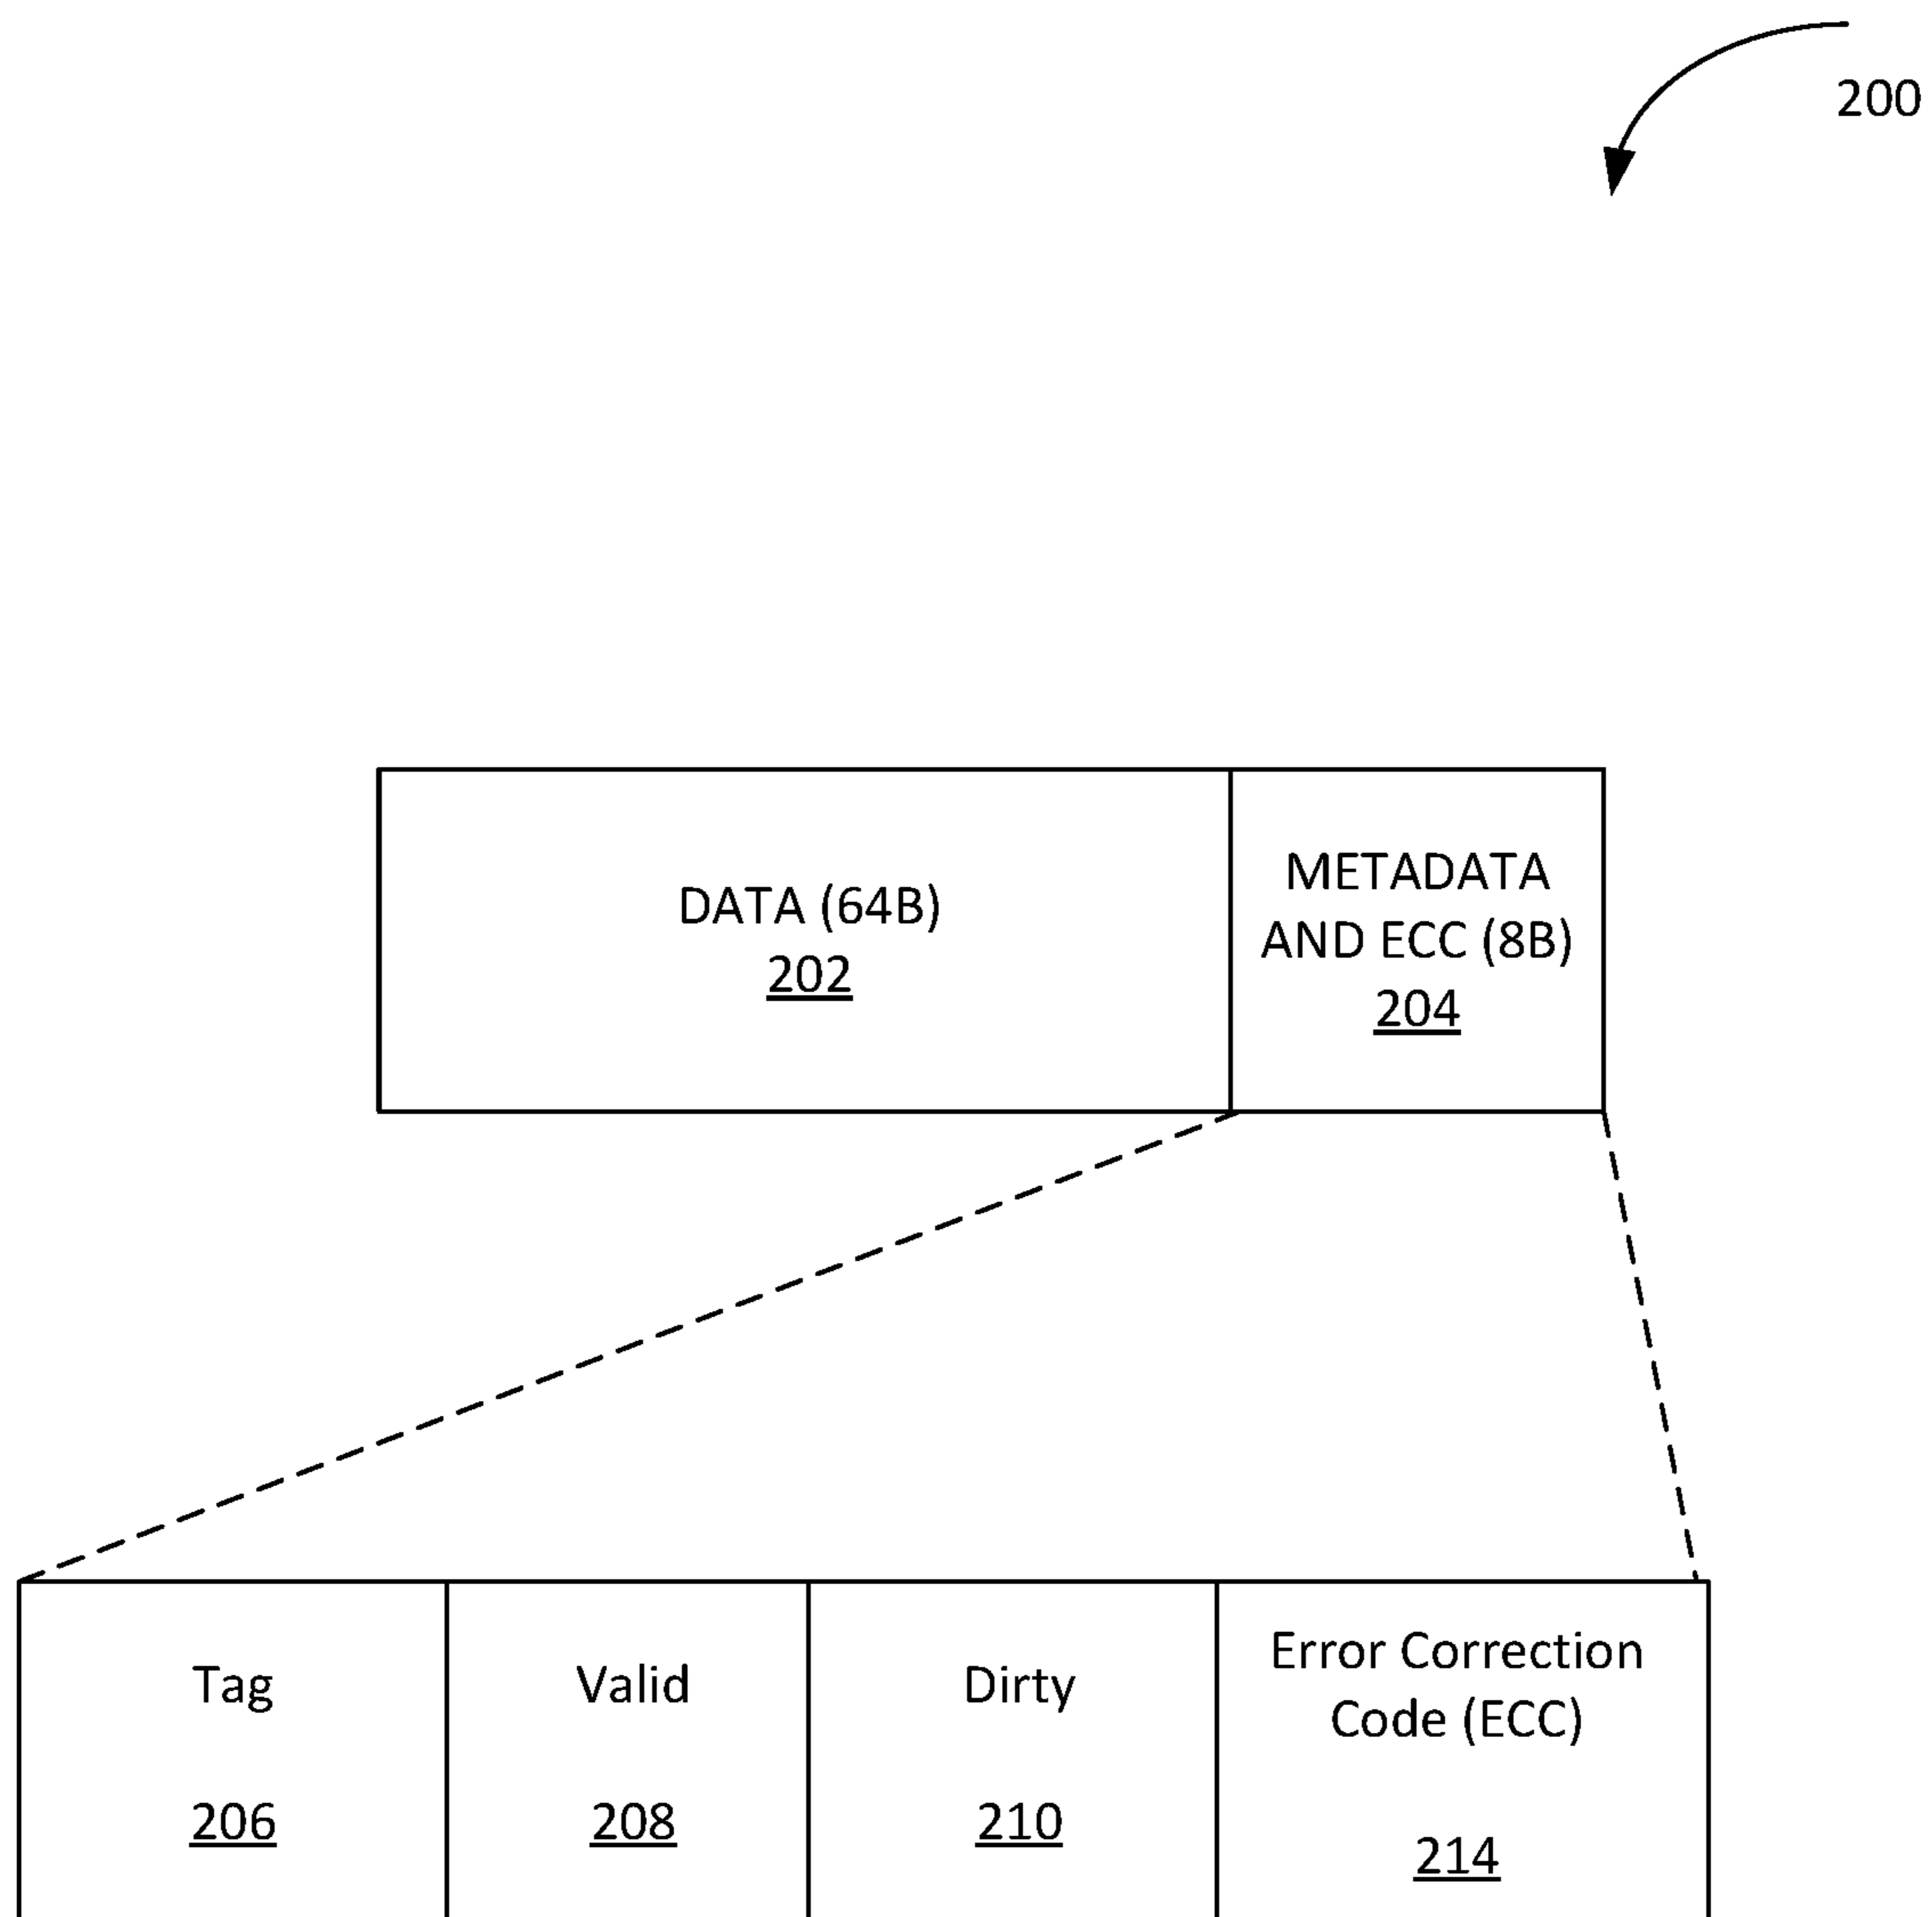 200
DATA (64B)
202
METADATA
AND ECC (8B)
204
Tag
206
Valid
208
Dirty
210
Error Correction
Code (ECC)
214